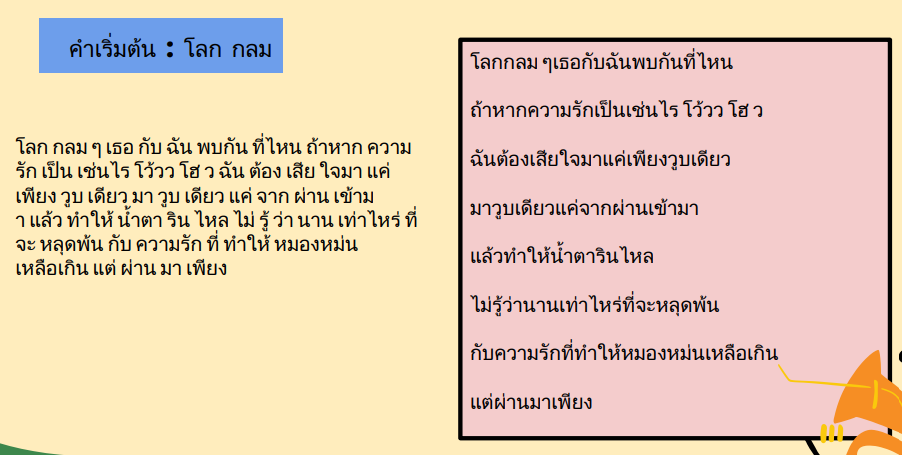 คำเริ่มต้น : โลก กลม
โลก กลม ๆ เธอ กับ ฉัน พบกัน ที่ไหน ถ้าหาก ความ
รัก เป็น เช่นไร โว้วว โฮ ว ฉัน ต้อง เสีย ใจมา แค่
เพียง วูบ เดียว มา วูบ เดียว แค่ จาก ผ่าน เข้าม
า แล้ว ทำให้ น้ำตา ริน ไหล ไม่ รู้ ว่า นาน เท่าไหร่ ที่
จะ หลุดพ้น กับ ความรัก ที่ ทำให้ หมองหม่น
เหลือเกิน แต่ ผ่าน มา เพียง
โลกกลม ๆเธอกับฉันพบกันที่ไหน
ถ้าหากความรักเป็นเช่นไร โว้วว โฮ ว
ฉันต้องเสียใจมาแค่เพียงวูบเดียว
มาวูบเดียวแค่จากผ่านเข้ามา
แล้วทำให้น้ำตารินไหล
ไม่รู้ว่านานเท่าไหร่ที่จะหลุดพ้น
กับความรักที่ทำให้หมองหม่นเหลือเกิน
แต่ผ่านมาเพียง